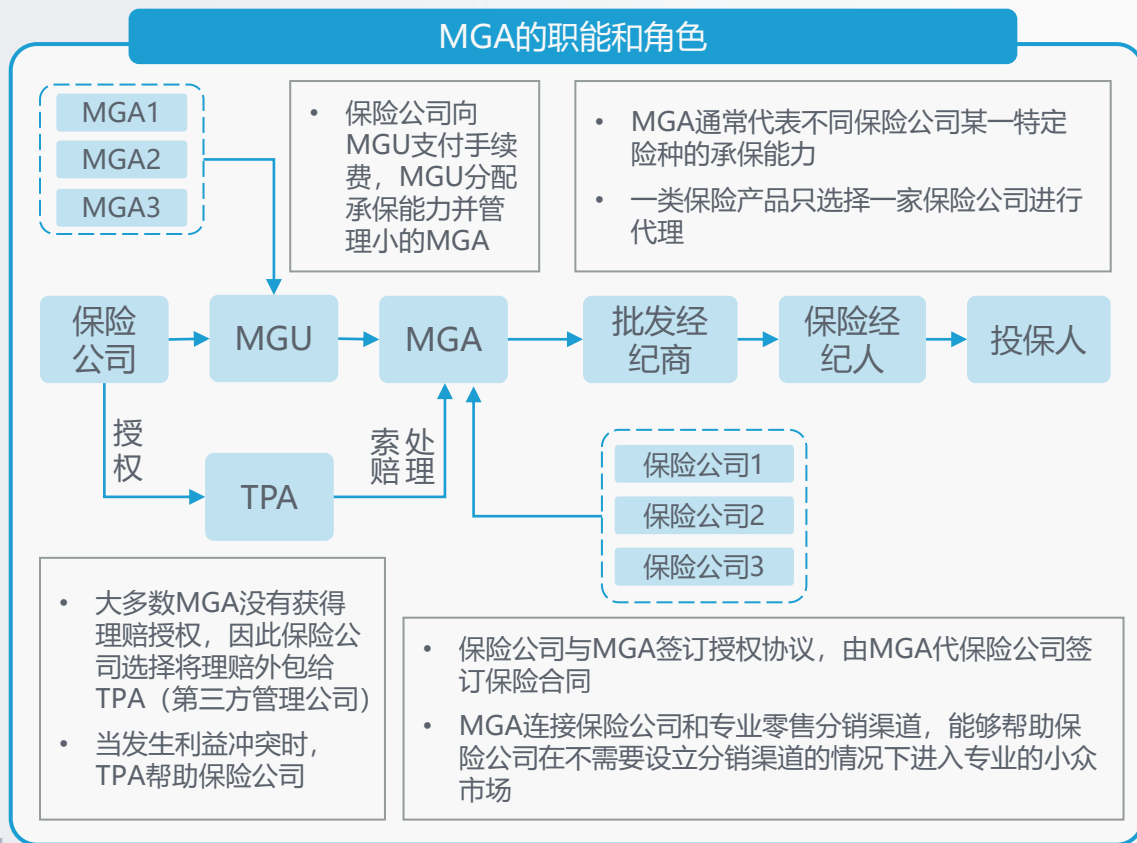 MGA的职能和角色
MGA1
MGA2
MGA3
• 保险公司向
MGU支付手续
费，MGU分配
承保能力并管
理小的MGA
• MGA通常代表不同保险公司某一特定
险种的承保能力
• 一类保险产品只选择一家保险公司进行
代理
保险
公司
MGU
MGA
批发经
纪商
保险经
纪人
投保人
授
权
TPA
索赔
处理
保险公司1
保险公司2
保险公司3
• 大多数MGA没有获得
理赔授权，因此保险公
司选择将理赔外包给
TPA（第三方管理公司）
• 当发生利益冲突时，
TPA帮助保险公司
• 保险公司与MGA签订授权协议，由MGA代保险公司签
订保险合同
• MGA连接保险公司和专业零售分销渠道，能够帮助保
险公司在不需要设立分销渠道的情况下进入专业的小众
市场